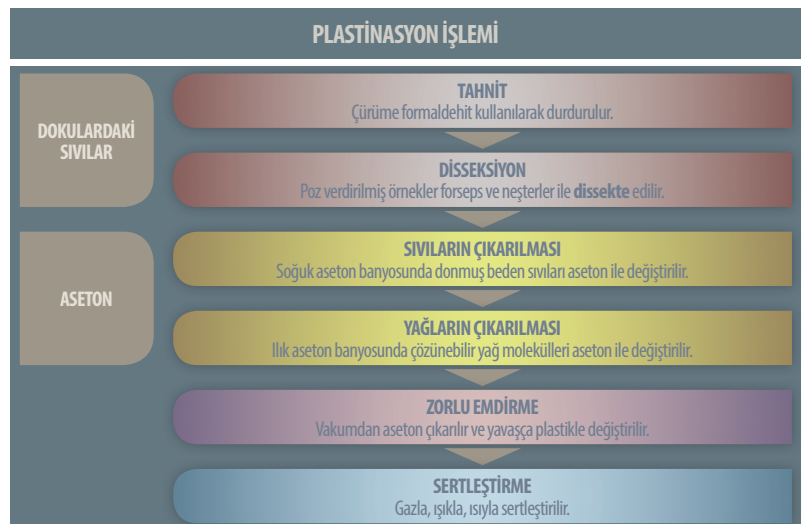 PLASTİNASYON İŞLEMİ
DOKULARDAKİ
SIVILAR
TAHNİT
Çürüme formaldehit kullanılarak durdurulur.
DİSSEKSİYON
Poz verdirilmiş örnekler forseps ve neşterler ile dissekte edilir.
ASETON
SIVILARIN ÇIKARILMASI
Soğuk aseton banyosunda donmuş beden sıvıları aseton ile değiştirilir.
YAĞLARIN ÇIKARILMASI
Ilık aseton banyosunda çözünebilir yağ molekülleri aseton ile değiştirilir.
ZORLU EMDİRME
Vakumdan aseton çıkarılır ve yavaşça plastikle değiştirilir.
SERTLEŞTİRME
Gazla, ışıkla, ısıyla sertleştirilir.